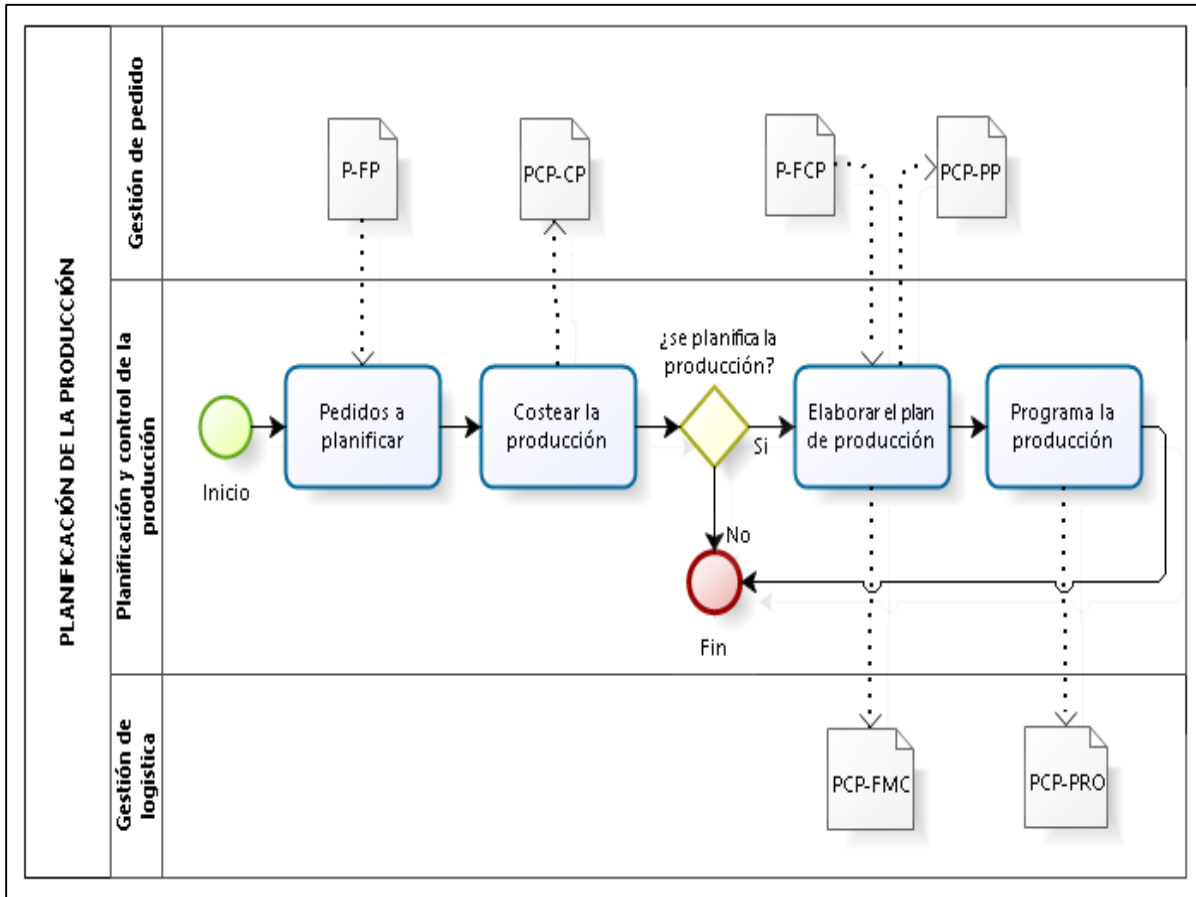 PLANIFICACIÓN DE LA PRODUCCIÓN
Gestión de pedido
P-FP
PCP-CP
P-FCP
PCP-PP
Planificación y control de la
producción
Inicio
Pedidos a
planificar
Costear la
producción
¿se planifica la
producción?
Si
No
Elaborar el plan
de producción
Programa la
producción
Fin
Gestión de
logística
PCP-FMC
PCP-PRO